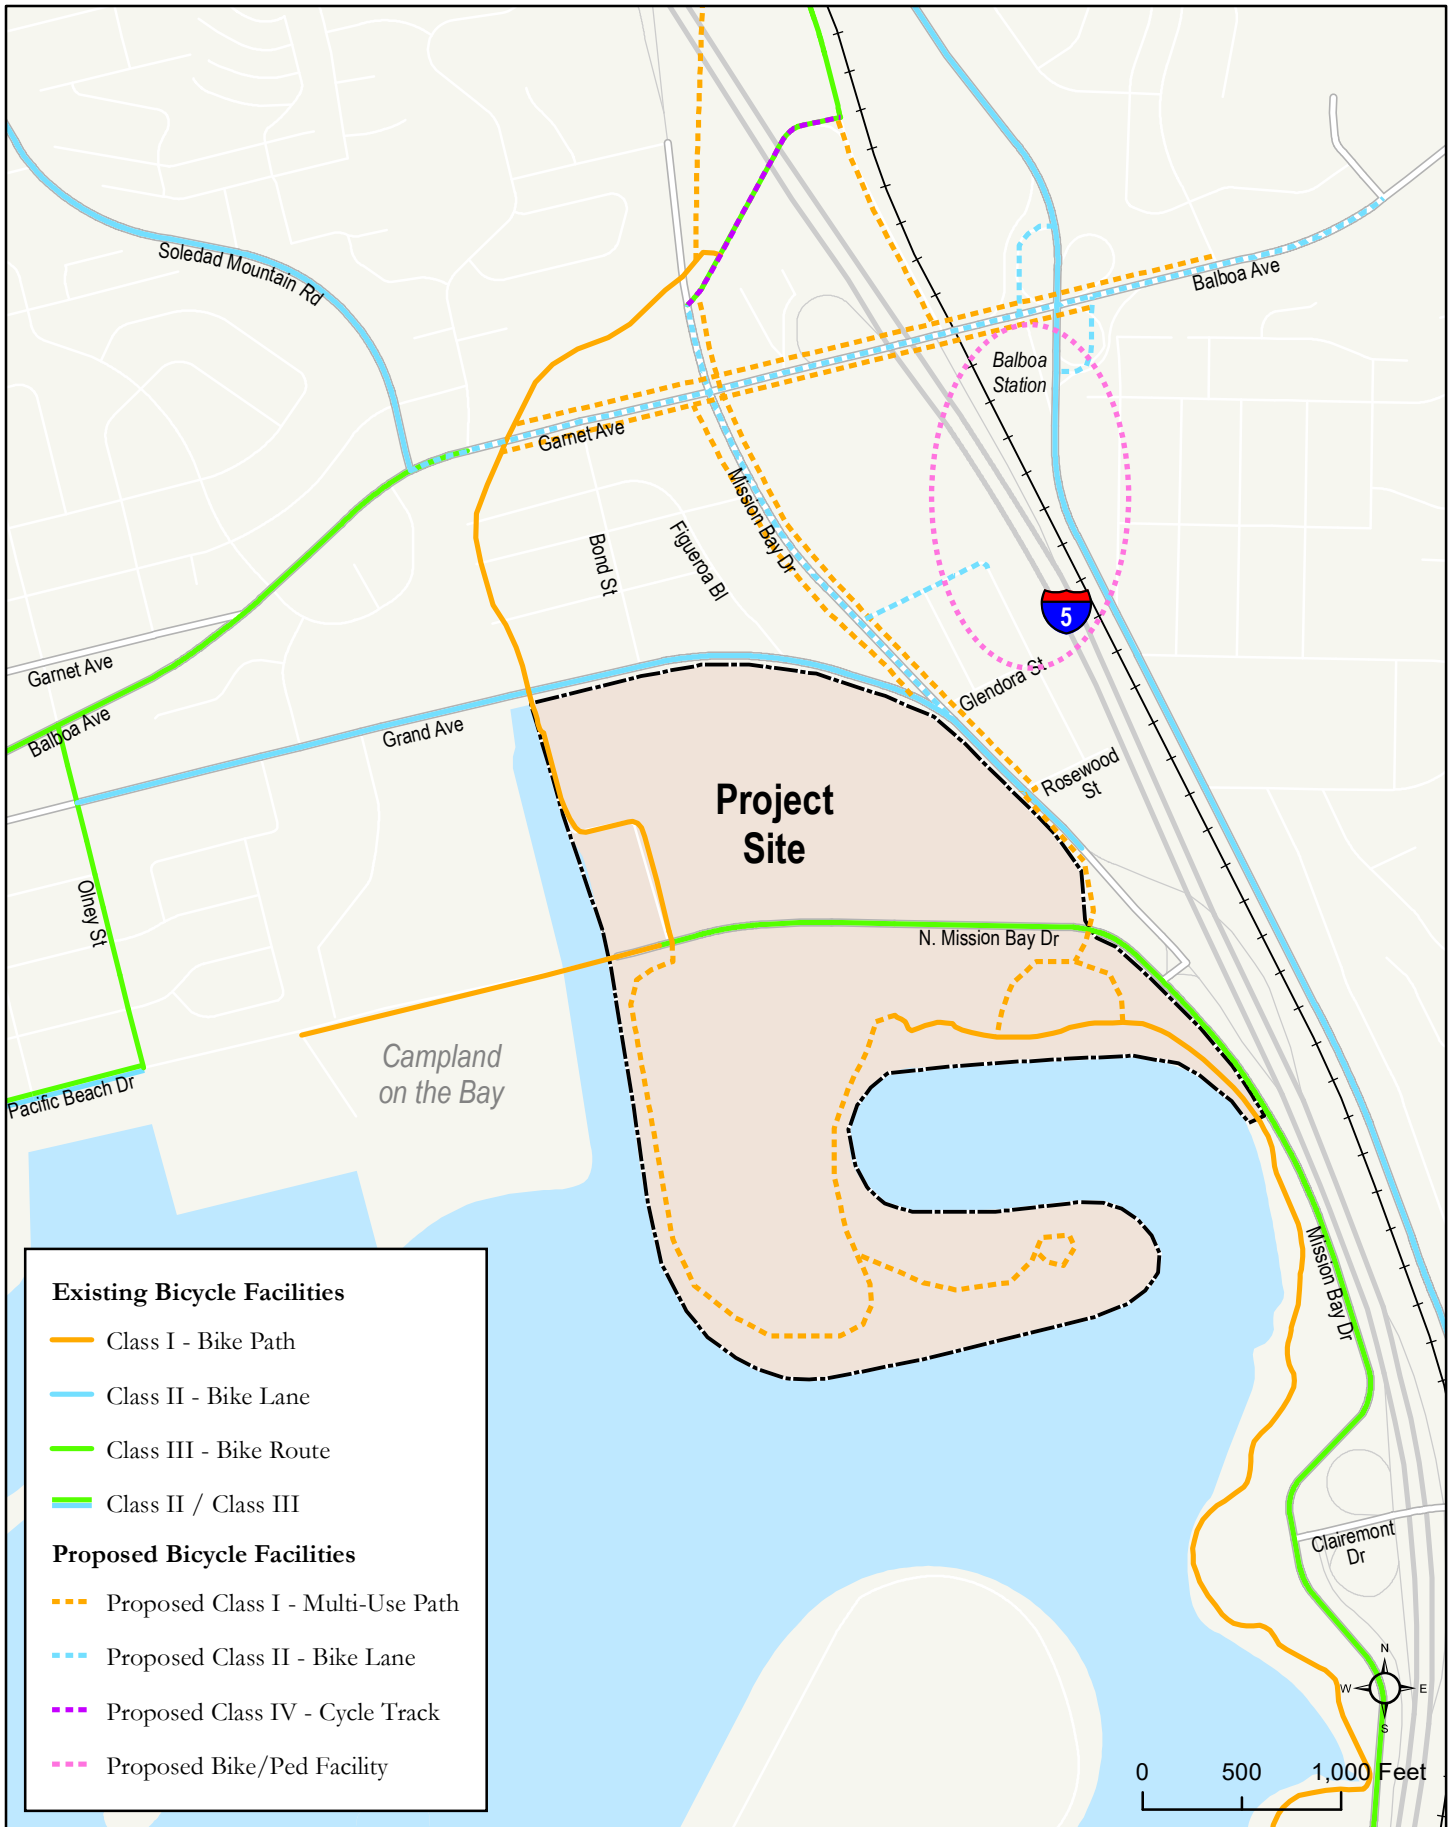 Soledad Mountain Rd
Balboa Ave
Balboa
Station
Garnet Ave
Mission Bay Dr
Bond St
Figueroa Bl
5
Garnet Ave
Glendora St
Balboa Ave
Grand Ave
Rosewood
St
Project
Site
Olney St
N. Mission Bay Dr
Campland
on the Bay
Pacific Beach Dr
Mission Bay Dr
Existing Bicycle Facilities
Class I - Bike Path
Class II - Bike Lane
Class III - Bike Route
Class II / Class III
Proposed Bicycle Facilities
Proposed Class I - Multi-Use Path
Proposed Class II - Bike Lane
Proposed Class IV - Cycle Track
Proposed Bike/Ped Facility
Clairemont
Dr
N
W E
S
0 500 1,000 Feet